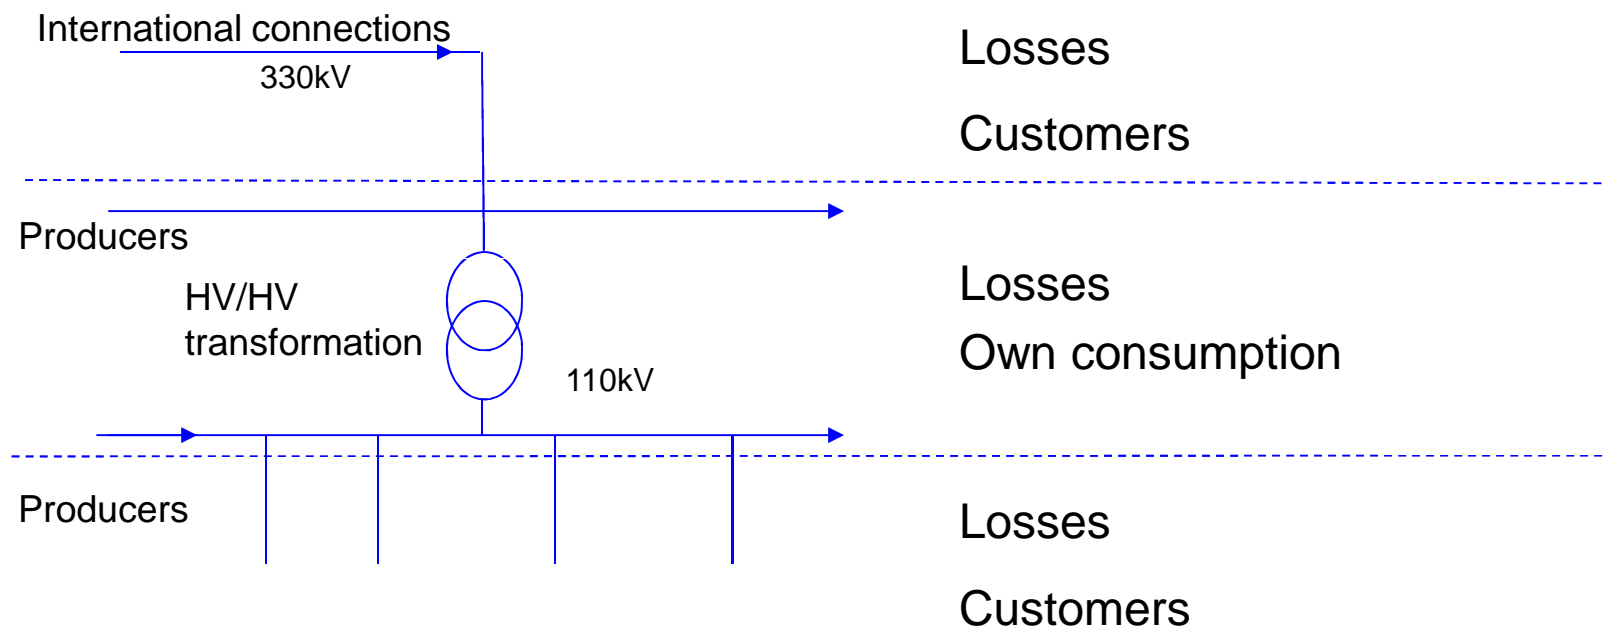 International connections
330kV
Losses
Customers
Producers
HV/HV
transformation
110kV
Losses
Own consumption
Producers
Losses
Customers